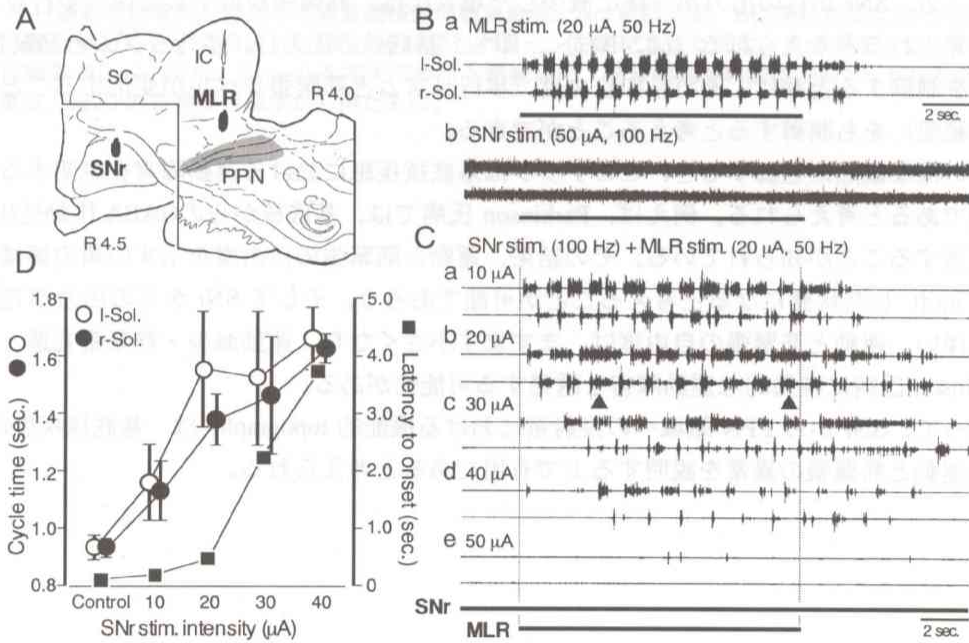 A
SC
IC
MLR
R 4.0
SNr
PPN
R 4.5
B
a
MLR stim. (20 μA, 50 Hz)
l-Sol.
r-Sol.
2 sec.
b
SNr stim. (50 μA, 100 Hz)
C
SNr stim. (100 Hz) + MLR stim. (20 μA, 50 Hz)
a 10 μA
b 20 μA
c 30 μA
d 40 μA
e 50 μA
SNr
MLR
2 sec.
D
1.8
1.6
1.4
1.2
1.0
0.8
Cycle time (sec.)
l-Sol.
r-Sol.
5.0
4.0
3.0
2.0
1.0
0
Latency to onset (sec.)
Control 10 20 30 40
SNr stim. intensity (μA)